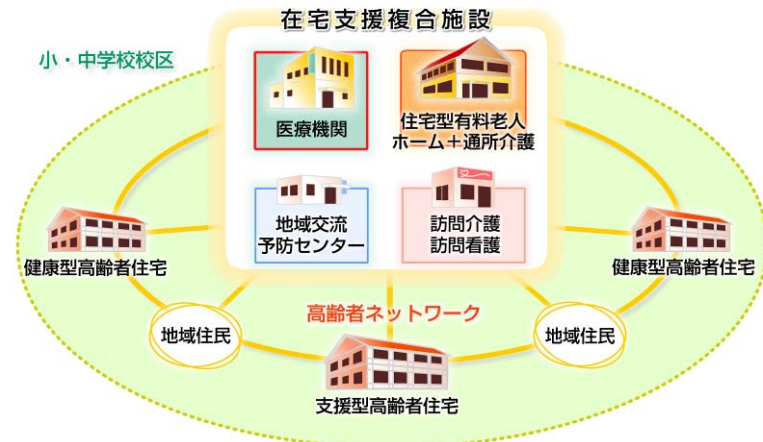 在宅支援複合施設
小・中学校校区
医療機関
住宅型有料老人
ホーム＋通所介護
地域交流
予防センター
訪問介護
訪問看護
健康型高齢者住宅
健康型高齢者住宅
高齢者ネットワーク
地域住民
地域住民
支援型高齢者住宅